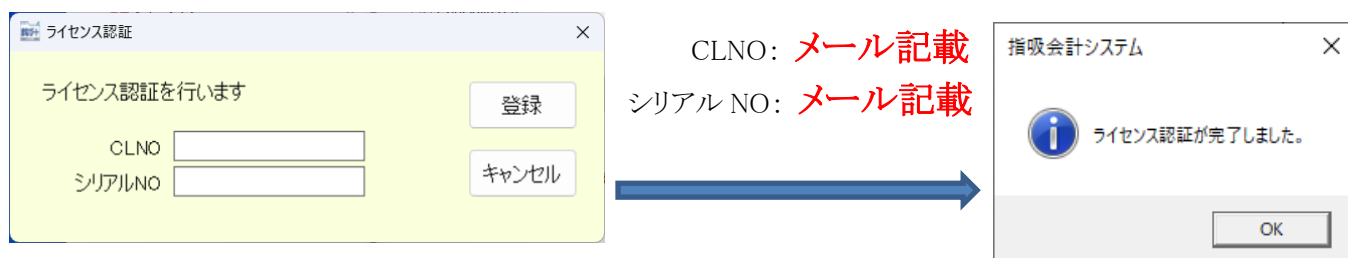 ライセンス認証
ライセンス認証を行います
CLNO
シリアルNO
登録
キャンセル
CLNO：メール記載
シリアル NO：メール記載
指吸会計システム
ライセンス認証が完了しました。
OK